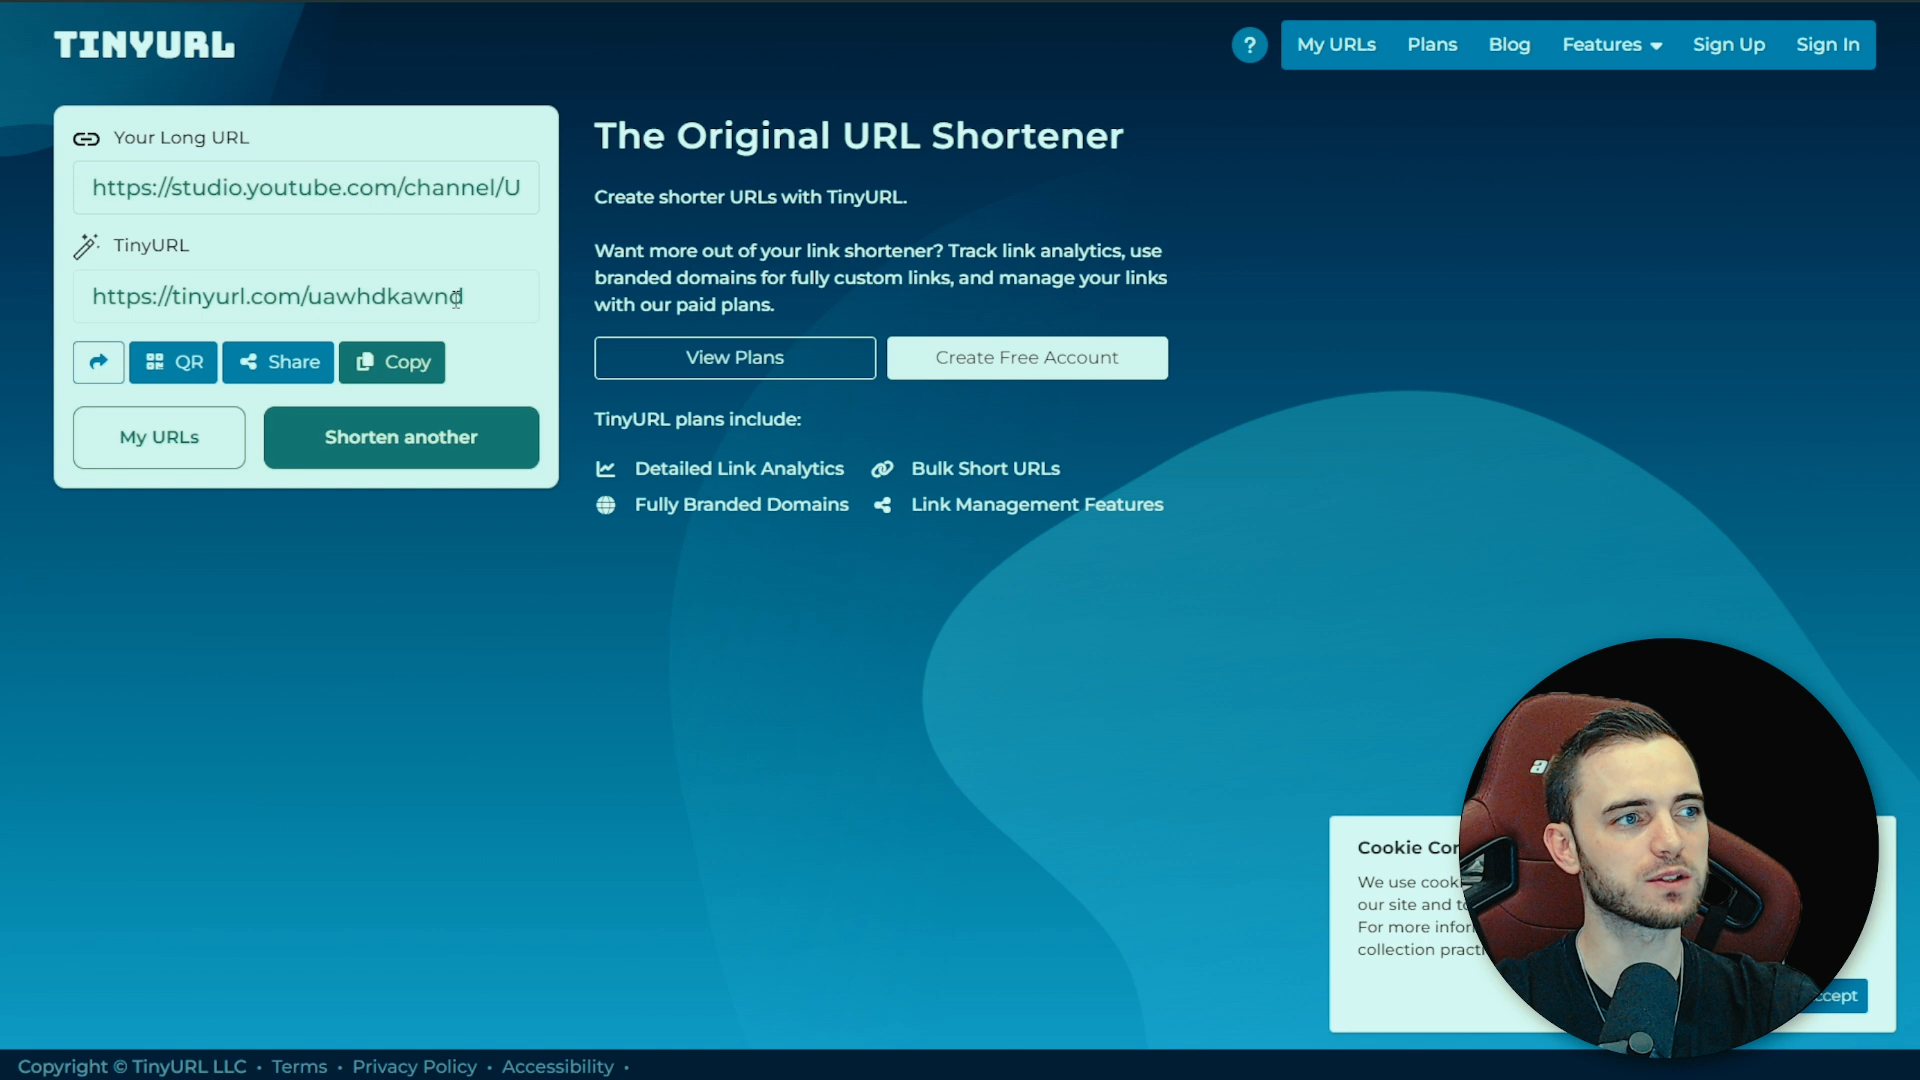 TINYURL
?
My URLs
Plans
Blog
Features
Sign Up
Sign In
Your Long URL
https://studio.youtube.com/channel/U
TinyURL
https://tinyurl.com/uawhdkawnd
QR
Share
Copy
My URLs
Shorten another
The Original URL Shortener
Create shorter URLs with TinyURL.
Want more out of your link shortener? Track link analytics, use
branded domains for fully custom links, and manage your links
with our paid plans.
View Plans
Create Free Account
TinyURL plans include:
Detailed Link Analytics
Bulk Short URLs
Fully Branded Domains
Link Management Features
Cookie
We use
our site and
For more
collection
Copyright © TinyURL LLC • Terms • Privacy Policy • Accessibility •